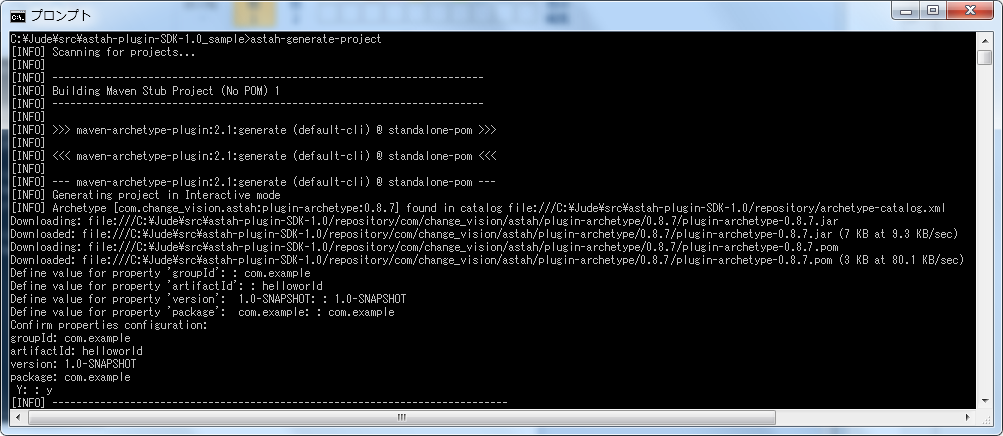 プロンプト
C:¥Jude¥src¥astah-plugin-SDK-1.0_sample>astah-generate-project
[INFO] Scanning for projects...
[INFO]
[INFO] ------------------------------------------------------------------------
[INFO] Building Maven Stub Project (No POM) 1
[INFO] ------------------------------------------------------------------------
[INFO]
[INFO] >>> maven-archetype-plugin:2.1:generate (default-cli) @ standalone-pom >>>
[INFO]
[INFO] <<< maven-archetype-plugin:2.1:generate (default-cli) @ standalone-pom <<<
[INFO]
[INFO] --- maven-archetype-plugin:2.1:generate (default-cli) @ standalone-pom ---
[INFO] Generating project in Interactive mode
[INFO] Archetype [com.change_vision.astah:plugin-archetype:0.8.7] found in catalog file:///C:¥Jude¥src¥astah-plugin-SDK-1.0/repository/archetype-catalog.xml
Downloading: file:///C:¥Jude¥src¥astah-plugin-SDK-1.0/repository/com/change_vision/astah/plugin-archetype/0.8.7/plugin-archetype-0.8.7.jar
Downloaded: file:///C:¥Jude¥src¥astah-plugin-SDK-1.0/repository/com/change_vision/astah/plugin-archetype/0.8.7/plugin-archetype-0.8.7.jar (7 KB at 9.3 KB/sec)
Downloading: file:///C:¥Jude¥src¥astah-plugin-SDK-1.0/repository/com/change_vision/astah/plugin-archetype/0.8.7/plugin-archetype-0.8.7.pom
Downloaded: file:///C:¥Jude¥src¥astah-plugin-SDK-1.0/repository/com/change_vision/astah/plugin-archetype/0.8.7/plugin-archetype-0.8.7.pom (3 KB at 80.1 KB/sec)
Define value for property 'groupId': : com.example
Define value for property 'artifactId': : helloworld
Define value for property 'version':  1.0-SNAPSHOT: : 1.0-SNAPSHOT
Define value for property 'package':  com.example: : com.example
Confirm properties configuration:
groupId: com.example
artifactId: helloworld
version: 1.0-SNAPSHOT
package: com.example
 Y: : y
[INFO] ----------------------------------------------------------------------------